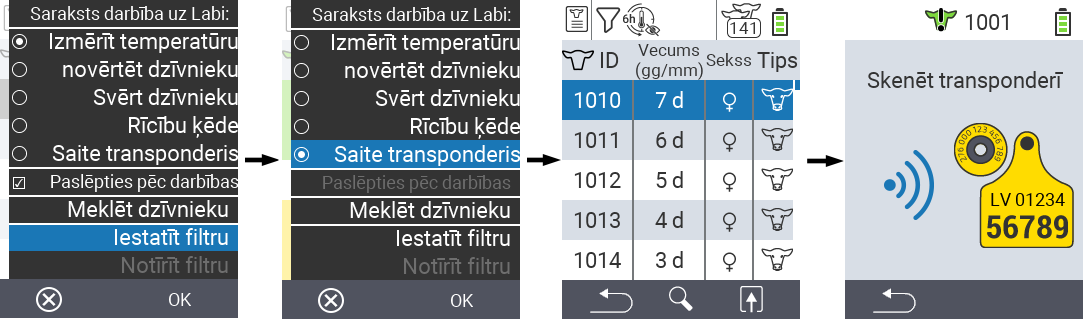 Saraksts darbība uz Labi:
Izmērīt temperatūru
novērtēt dzīvnieku
Svērt dzīvnieku
Rīcību ķēde
Saite transponderis
Paslēpties pēc darbības
Meklēt dzīvnieku
Iestatīt filtru
Notīrīt filtru
OK
Saraksts darbība uz Labi:
Izmērīt temperatūru
novērtēt dzīvnieku
Svērt dzīvnieku
Rīcību ķēde
Saite transponderis
Paslēpties pēc darbības
Meklēt dzīvnieku
Iestatīt filtru
Notīrīt filtru
OK
6h 141
ID Vecums (gg/mm) Sekss Tips
1010 7 d
1011 6 d
1012 5 d
1013 4 d
1014 3 d
1001
Skenēt transponderī
276 000 123 456 789
LV 01234
56789